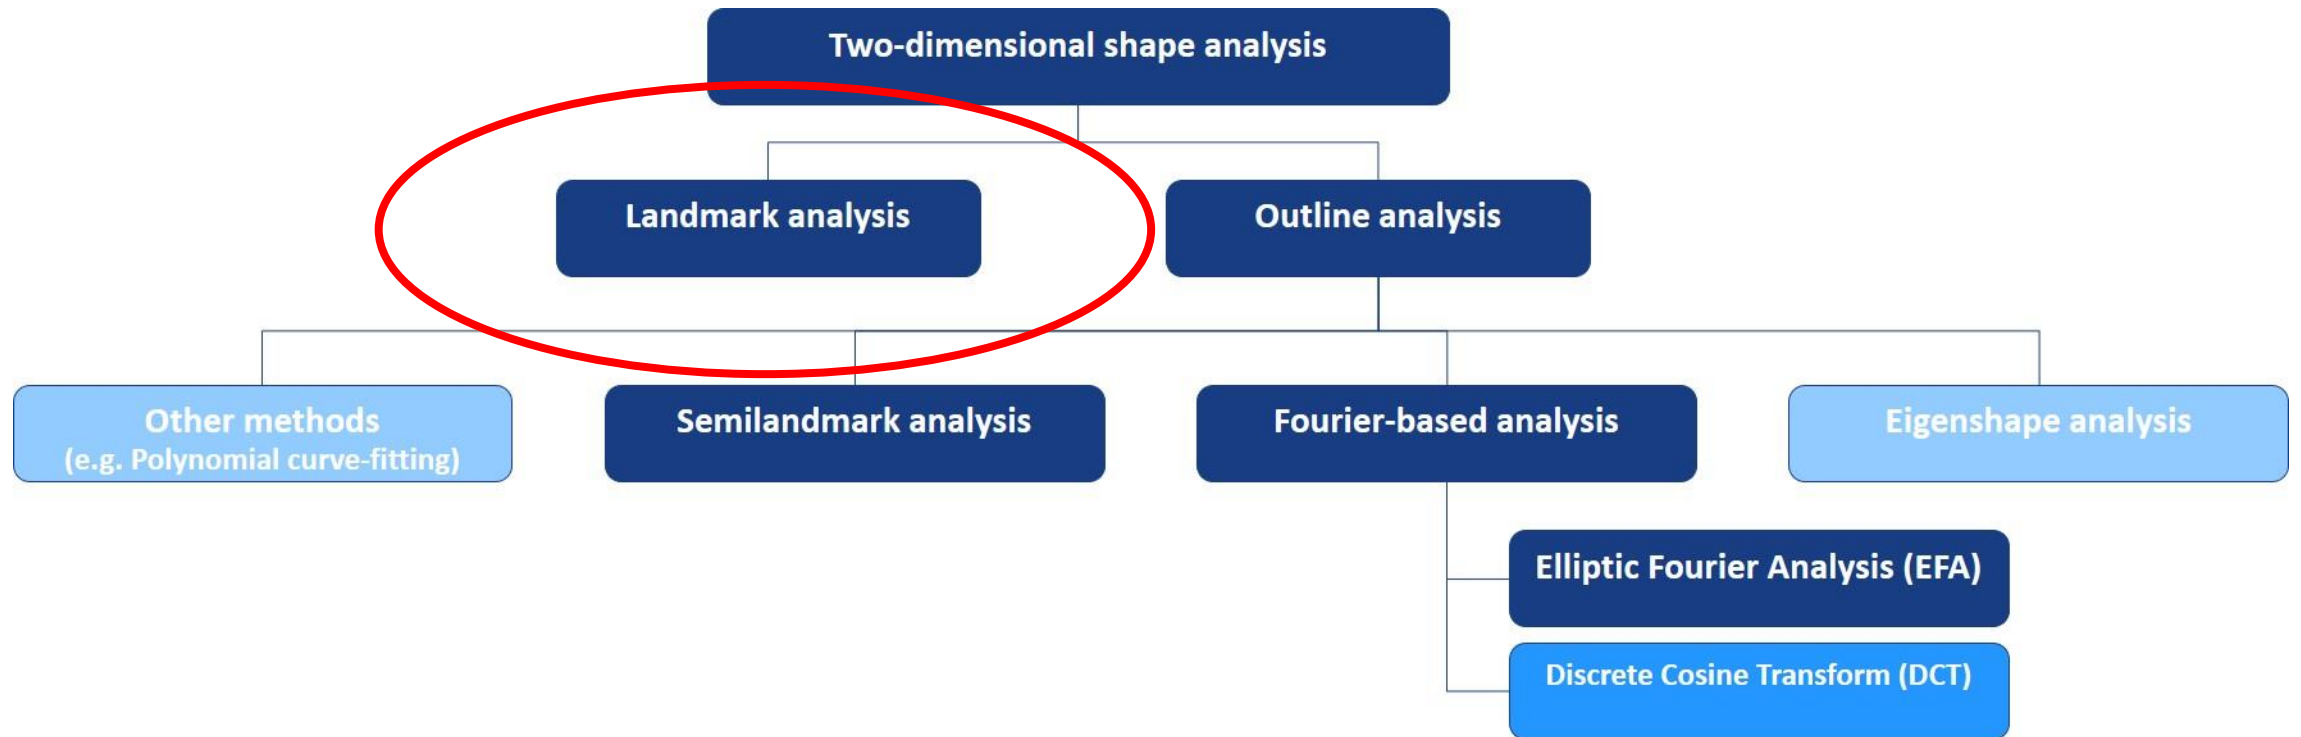 Two-dimensional shape analysis
Landmark analysis
Outline analysis
Other methods
(e.g. Polynomial curve-fitting)
Semilandmark analysis
Fourier-based analysis
Eigenshape analysis
Elliptic Fourier Analysis (EFA)
Discrete Cosine Transform (DCT)